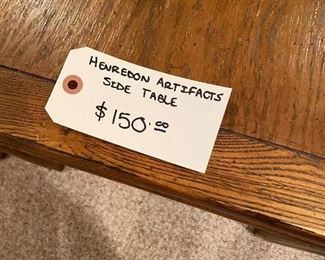 HENREDON ARTIFACTS
SIDE TABLE
$150.00